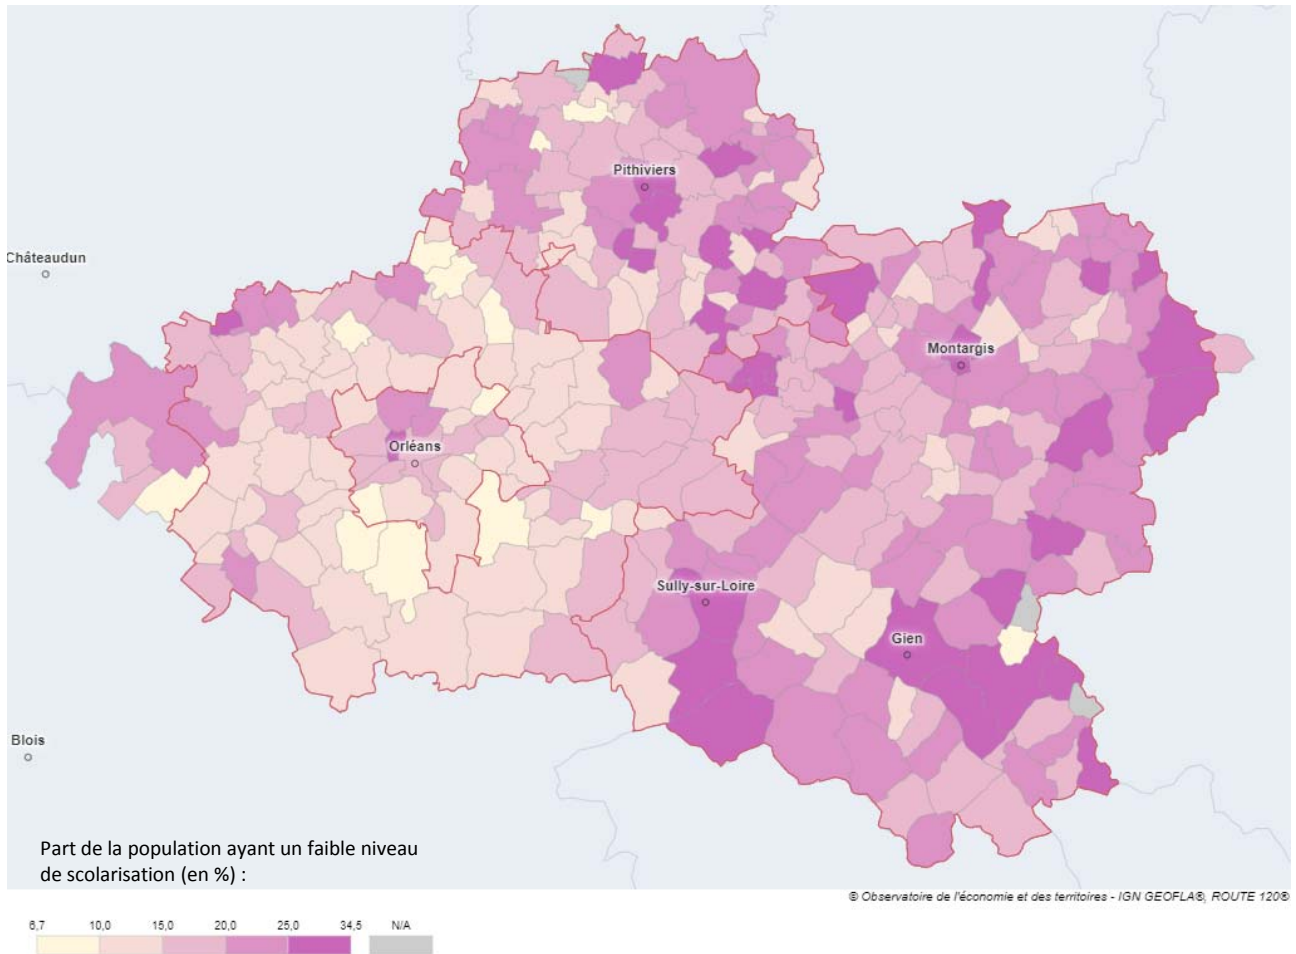 Pithiviers
Châteaudun
Montargis
Orléans
Sully-sur-Loire
Gien
Blois
Part de la population ayant un faible niveau
de scolarisation (en %) :
© Observatoire de l'économie et des territoires - IGN GEOFLA®, ROUTE 120®
6,7 10,0 15,0 20,0 25,0 34,5 N/A